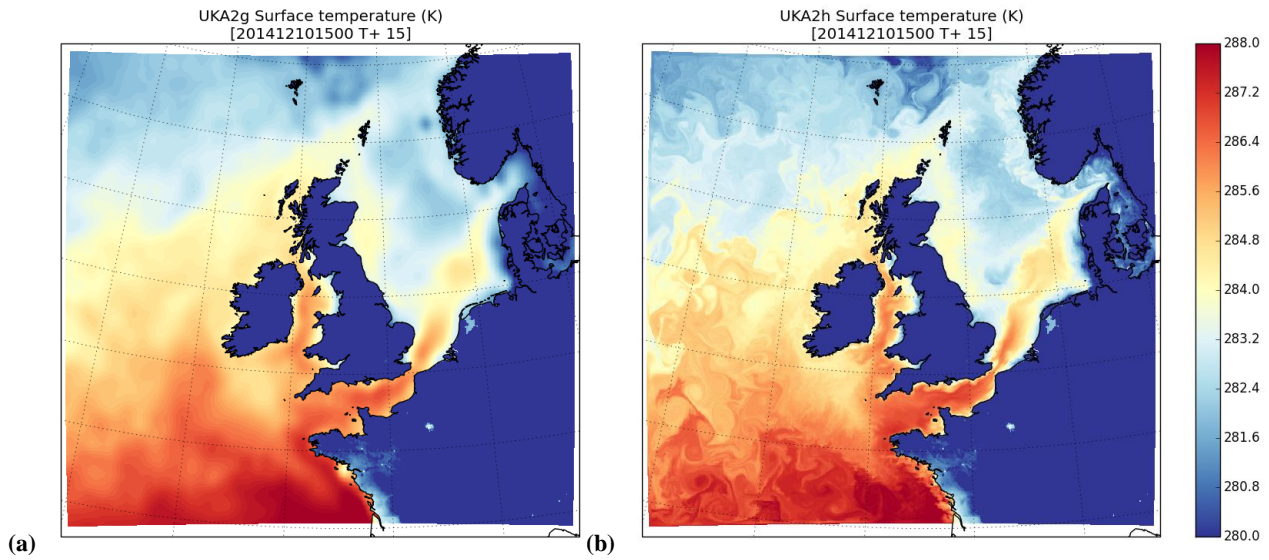 UKA2g Surface temperature (K)
[201412101500 T+ 15]
UKA2h Surface temperature (K)
[201412101500 T+ 15]
288.0
287.2
286.4
285.6
284.8
284.0
283.2
282.4
281.6
280.8
280.0
(a)
(b)